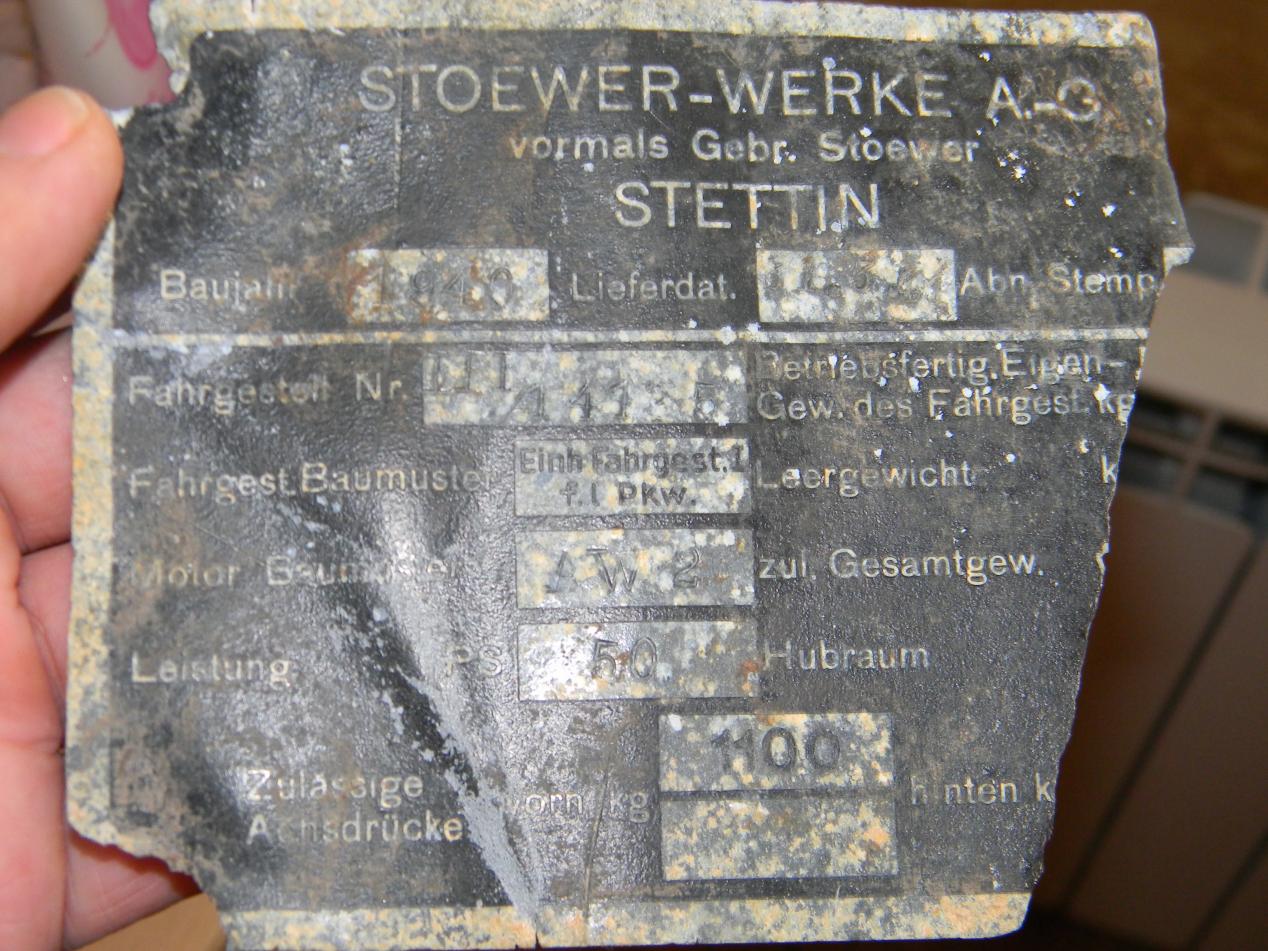 STOEWER-WERKE A.-G
vormals Gebr. Stoewer
STETTIN
Baujahr 1940 Lieferdat. Abn. Stemp
Fahrgestell Nr Betriebsfertig. Eigen-
Gew. des Fahrgest. kg
Fahrgest. Baumuster Einh. Fahrgest. I Leergewicht k
f. l. Pkw.
Motor Baumuster AW 2 zul. Gesamtgew.
Leistung PS 50 Hubraum
Zulässige vorn kg 1100 hinten k
Achsdrücke